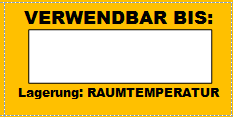 VERWENDBAR BIS:
Lagerung: RAUMTEMPERATUR